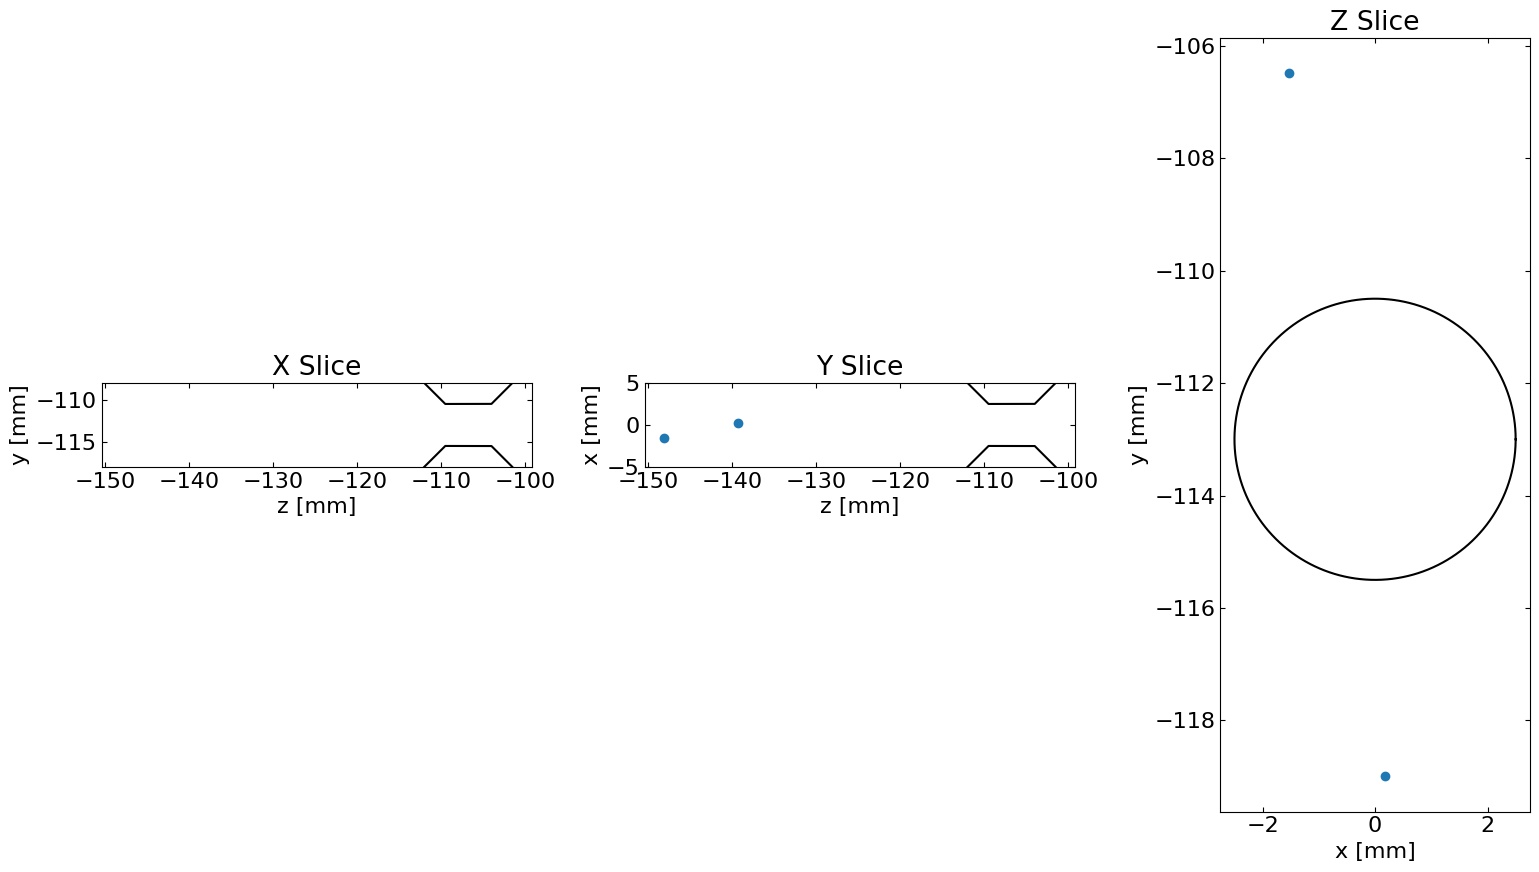 X Slice
y [mm]
−110
−115
−150 −140 −130 −120 −110 −100
z [mm]
Y Slice
x [mm]
5
0
−5
−150 −140 −130 −120 −110 −100
z [mm]
Z Slice
y [mm]
−106
−108
−110
−112
−114
−116
−118
−2 0 2
x [mm]